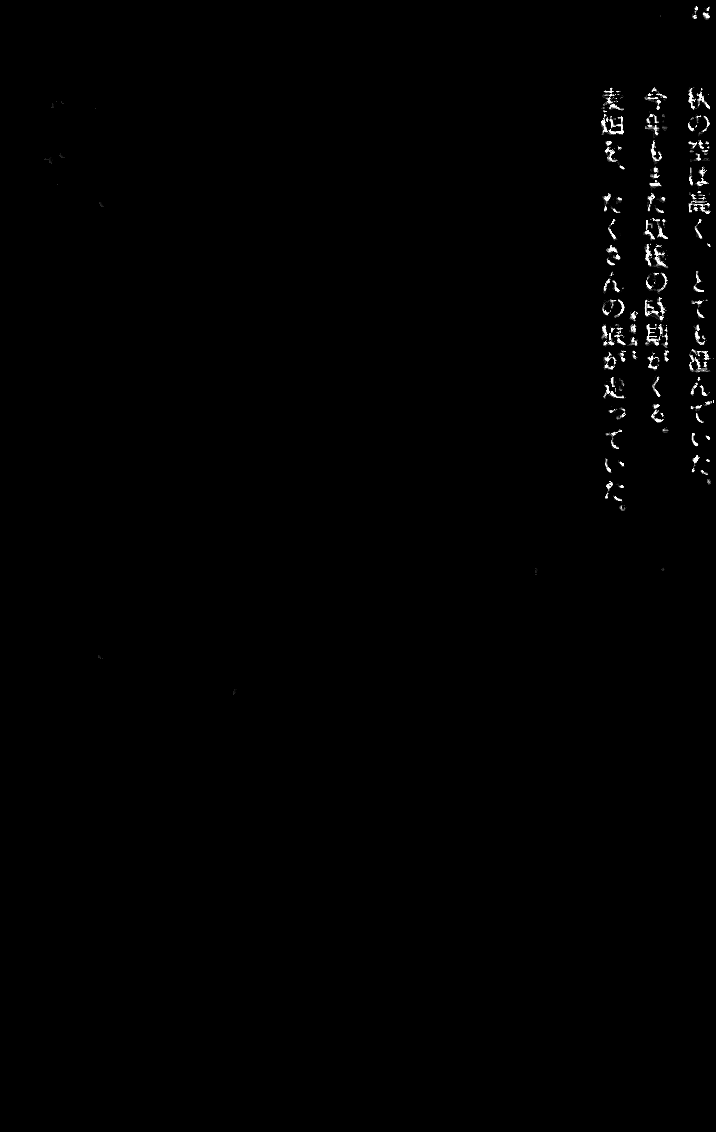 14
秋の空は高く、とても澄んでいた。
今年もまた収穫の時期がくる。
麦畑を、たくさんの狼が走っていた。